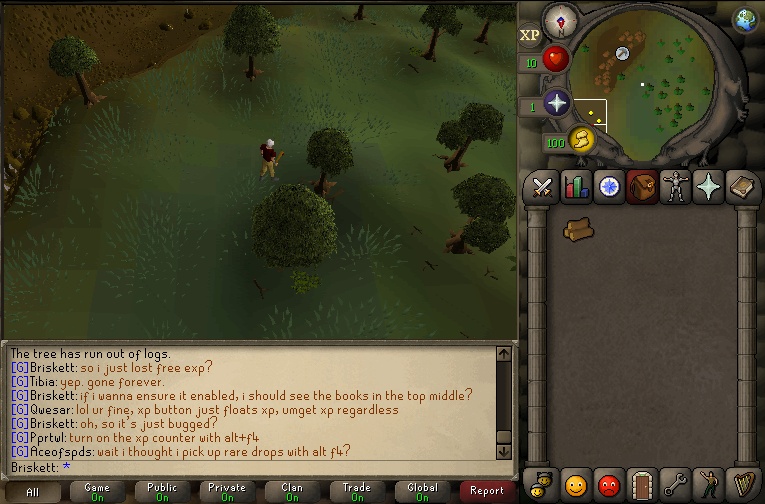 XP
N
10
1
100
The tree has run out of logs.
[G]Briskett: so i just lost free exp?
[G]Tibia: yep. gone forever.
[G]Briskett: if i wanna ensure it enabled, i should see the books in the top middle?
[G]Qwesar: lol ur fine, xp button just floats xp, umget xp regardless
[G]Briskett: oh, so it's just bugged?
[G]Pprtwl: turn on the xp counter with alt+f4
[G]Aceofspds: wait i thought i pick up rare drops with alt f4?
Briskett: *
All
Game
On
Public
On
Private
On
Clan
On
Trade
On
Global
On
Report